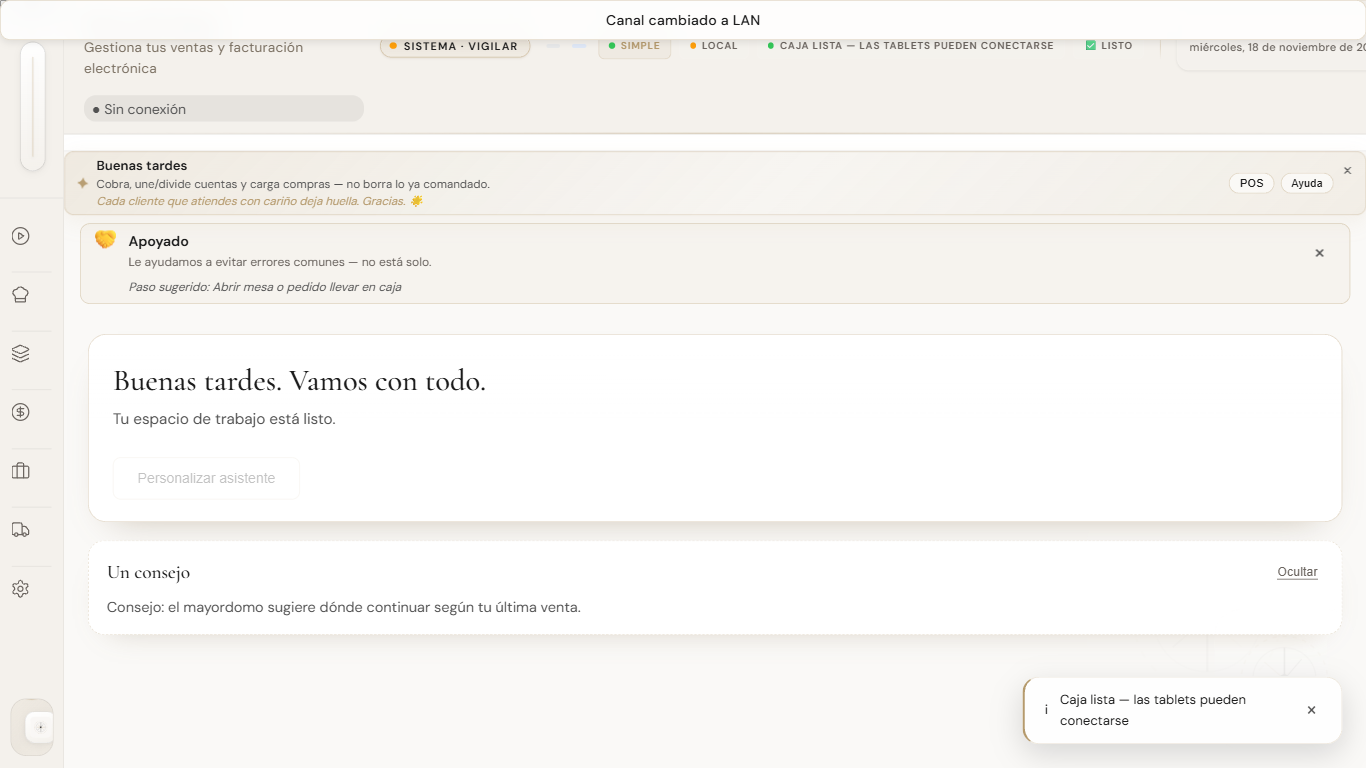 Canal cambiado a LAN
Gestiona tus ventas y facturación
electrónica
● Sin conexión
SISTEMA · VIGILAR
SIMPLE
LOCAL
CAJA LISTA — LAS TABLETS PUEDEN CONECTARSE
✅ LISTO
miércoles, 18 de noviembre de 20
Buenas tardes
Cobra, une/divide cuentas y carga compras — no borra lo ya comandado.
Cada cliente que atiendes con cariño deja huella. Gracias.
POS
Ayuda
×
Apoyado
Le ayudamos a evitar errores comunes — no está solo.
Paso sugerido: Abrir mesa o pedido llevar en caja
×
Buenas tardes. Vamos con todo.
Tu espacio de trabajo está listo.
Personalizar asistente
Un consejo
Ocultar
Consejo: el mayordomo sugiere dónde continuar según tu última venta.
i
Caja lista — las tablets pueden
conectarse
×